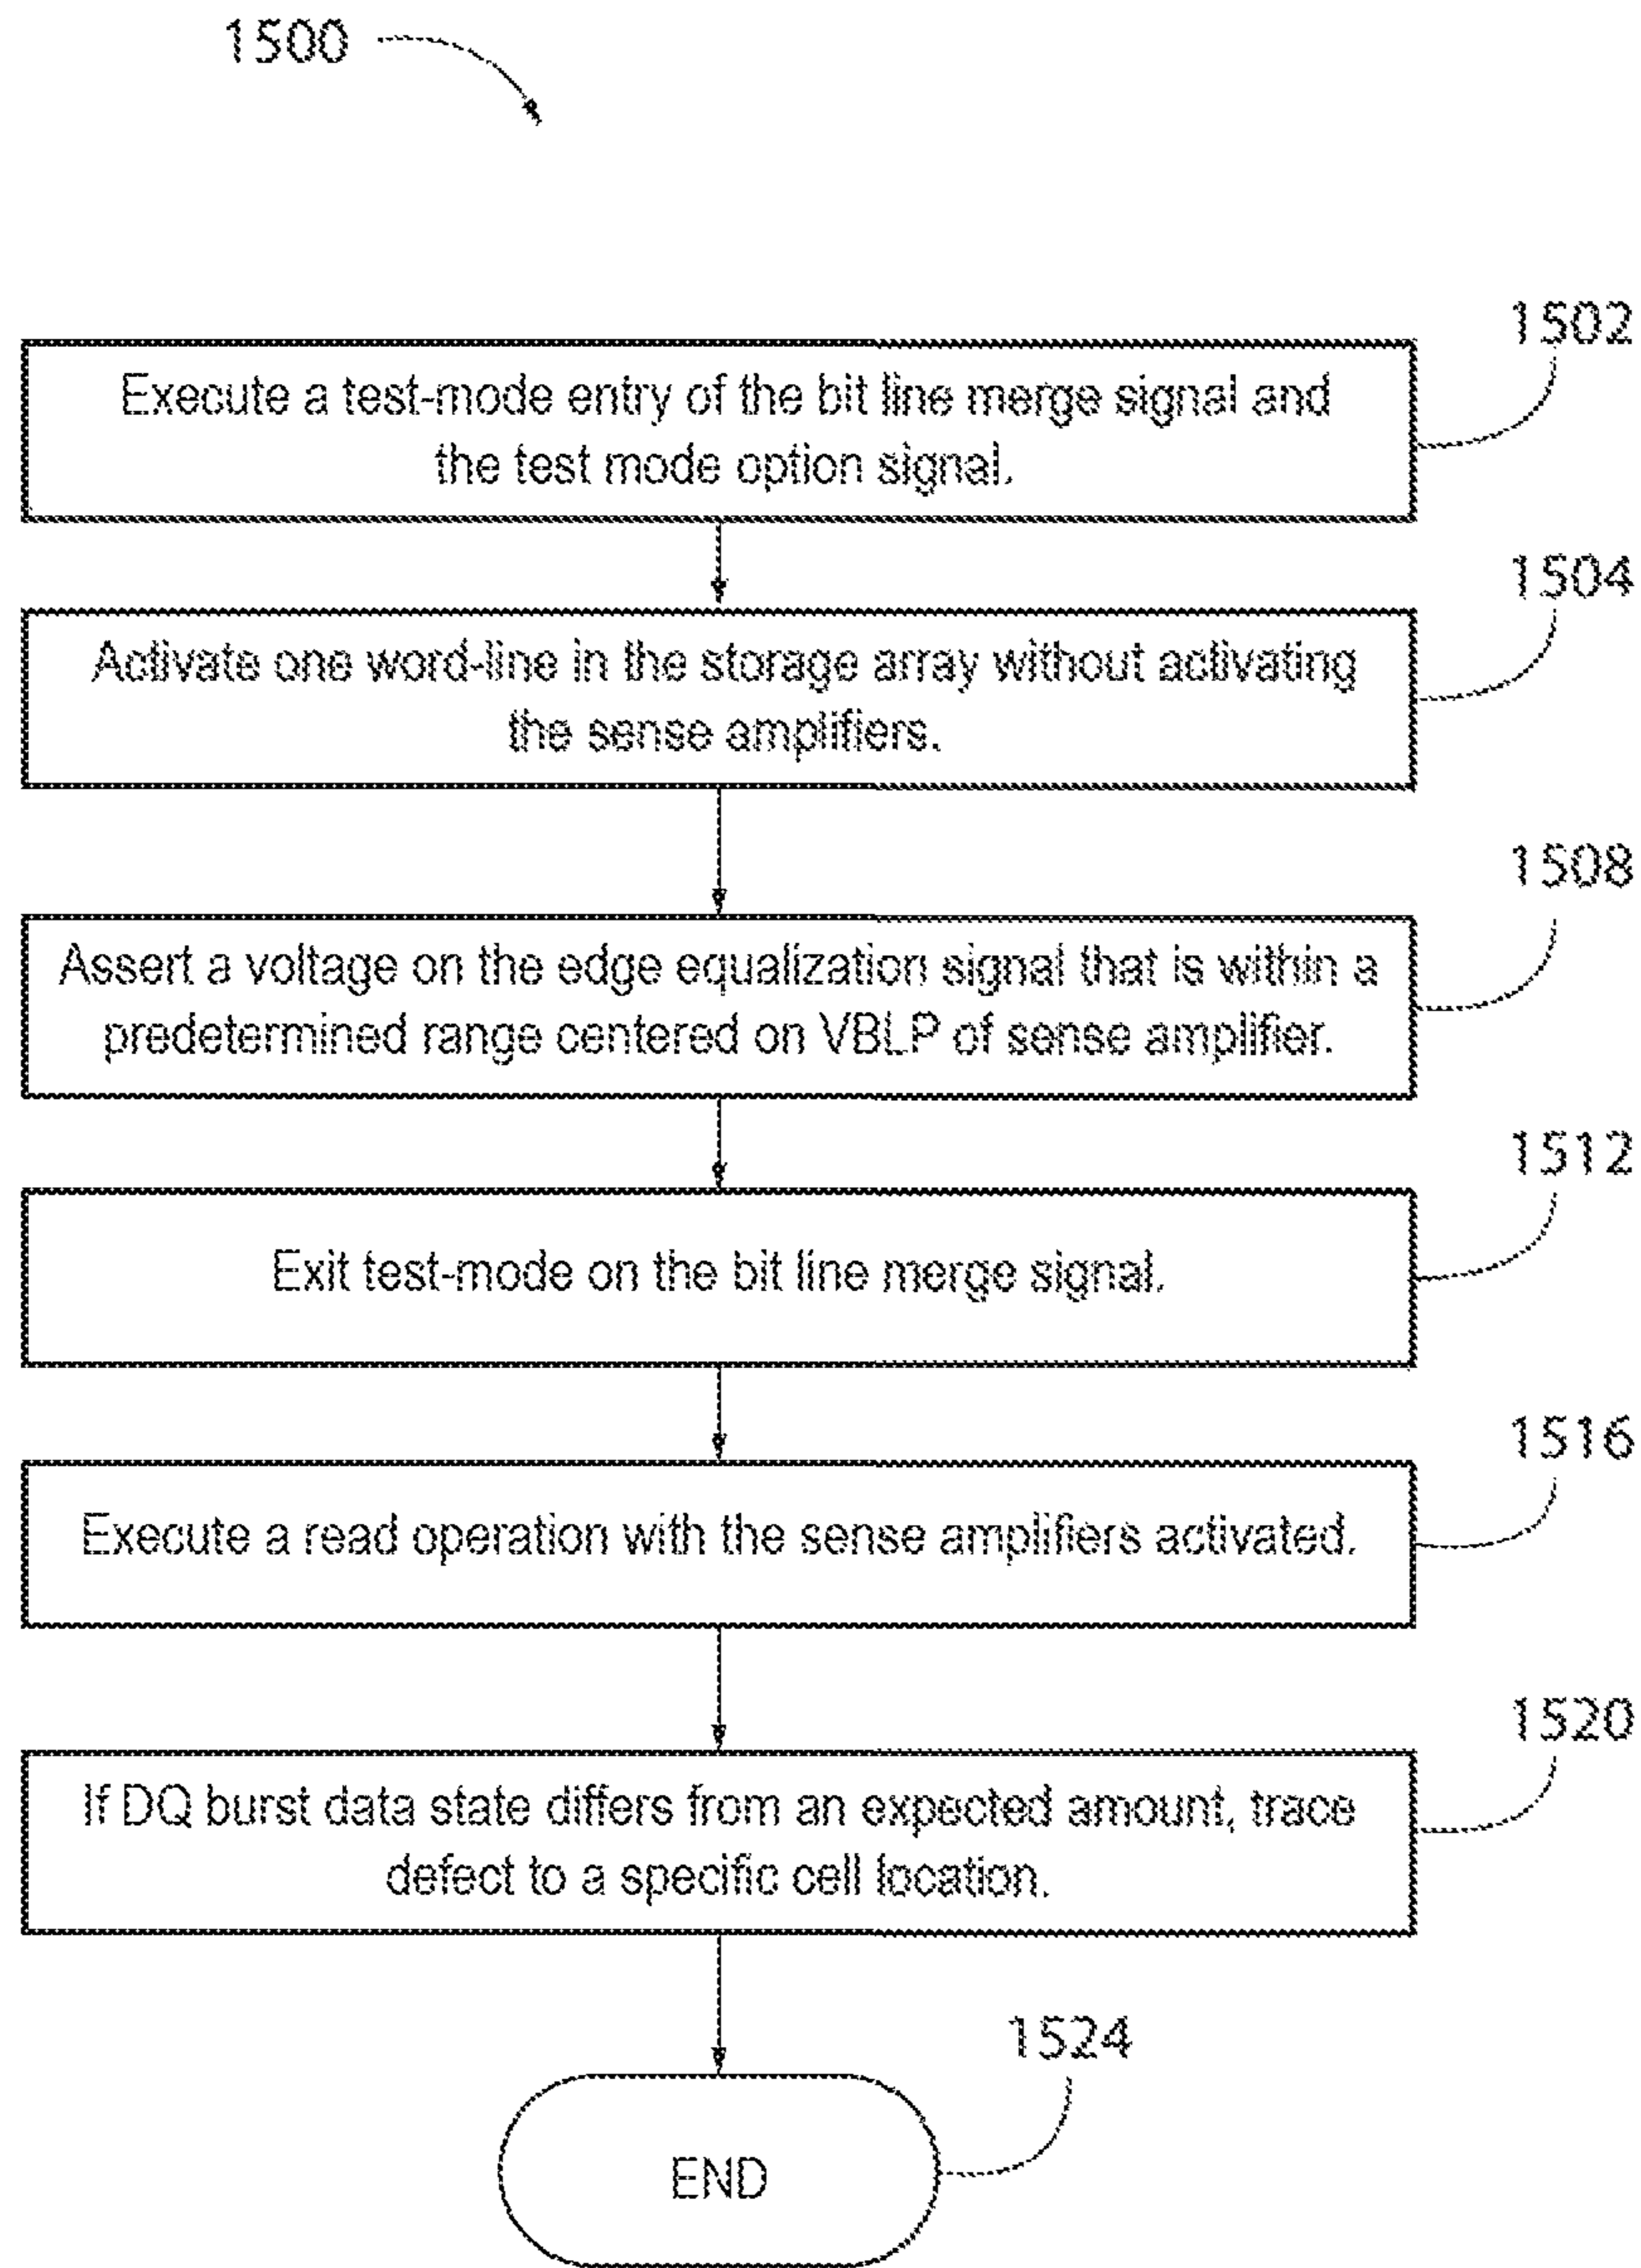 1500
1502
Execute a test-mode entry of the bit line merge signal and
the test mode option signal.
1504
Activate one word-line in the storage array without activating
the sense amplifiers.
1508
Assert a voltage on the edge equalization signal that is within a
predetermined range centered on VBLP of sense amplifier.
1512
Exit test-mode on the bit line merge signal.
1516
Execute a read operation with the sense amplifiers activated.
1520
If DQ burst data state differs from an expected amount, trace
defect to a specific cell location.
1524
END